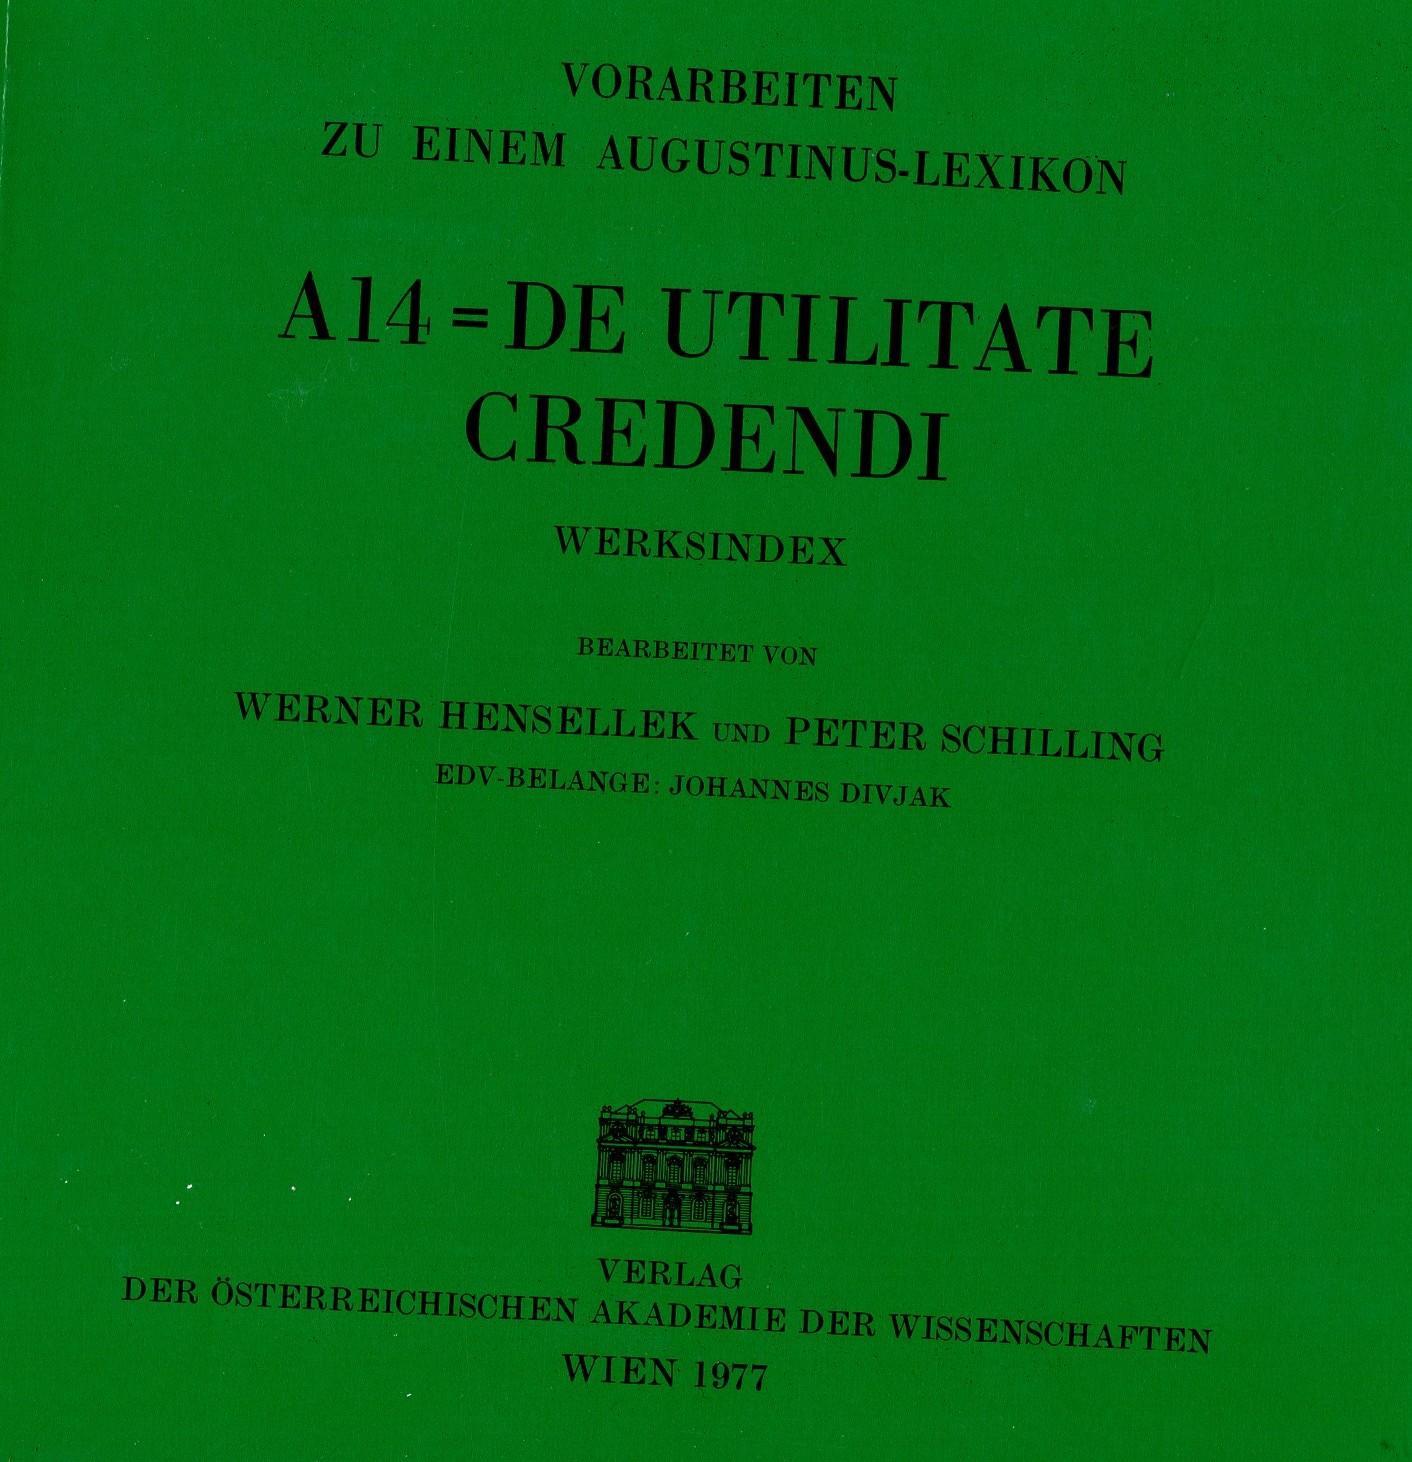 VORARBEITEN
ZU EINEM AUGUSTINUS-LEXIKON
A14 = DE UTILITATE
CREDENDI
WERKSINDEX
BEARBEITET VON
WERNER HENSELLEK UND PETER SCHILLING
EDV-BELANGE: JOHANNES DIVJAK
VERLAG
DER ÖSTERREICHISCHEN AKADEMIE DER WISSENSCHAFTEN
WIEN 1977